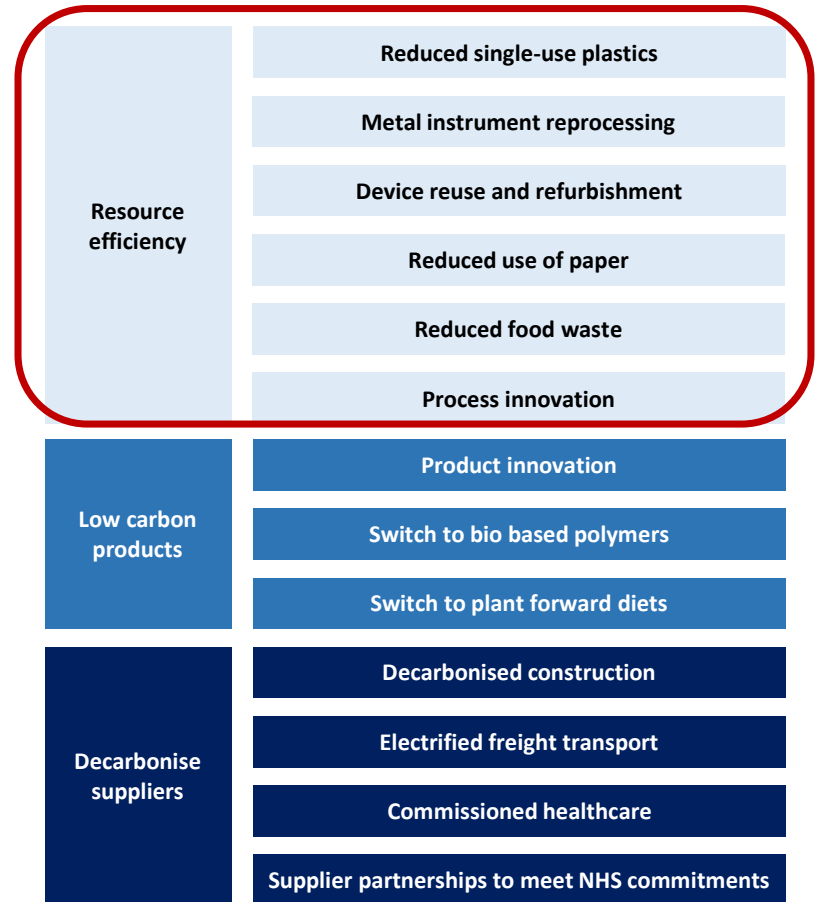 Resource
efficiency
Reduced single-use plastics
Metal instrument reprocessing
Device reuse and refurbishment
Reduced use of paper
Reduced food waste
Process innovation
Low carbon
products
Product innovation
Switch to bio based polymers
Switch to plant forward diets
Decarbonise
suppliers
Decarbonised construction
Electrified freight transport
Commissioned healthcare
Supplier partnerships to meet NHS commitments